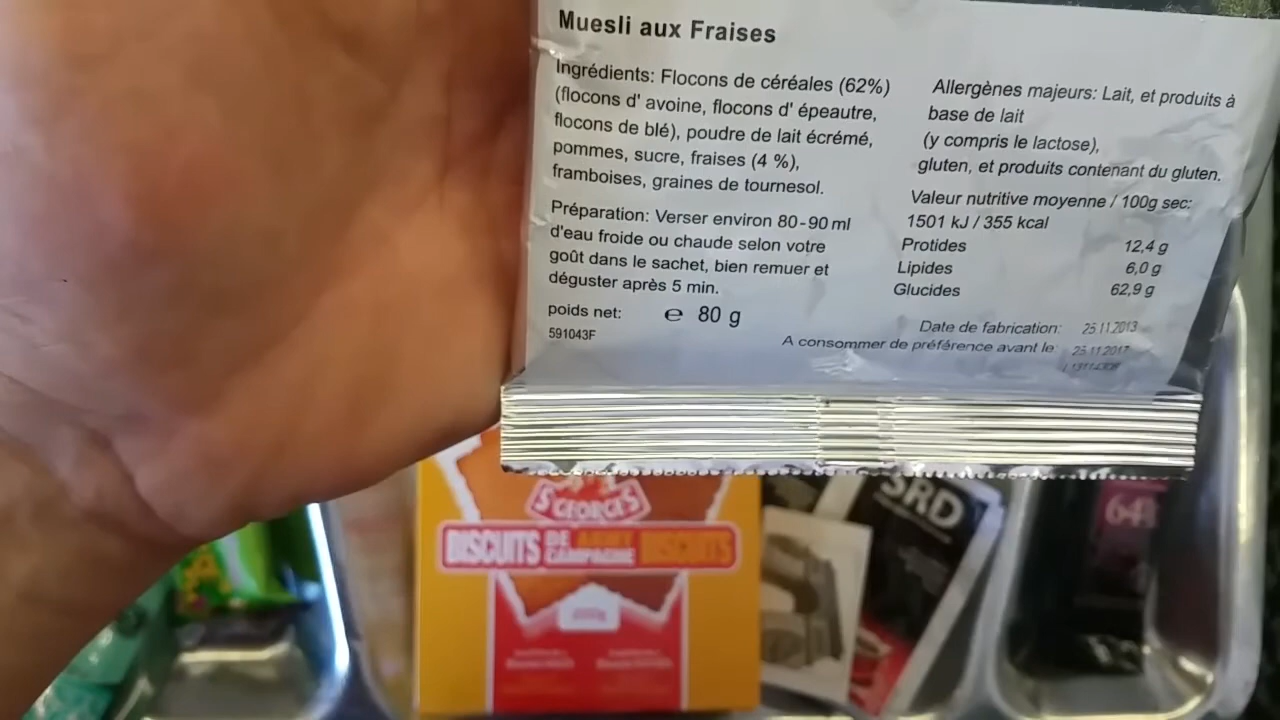 Muesli aux Fraises
Ingrédients: Flocons de céréales (62%)
(flocons d' avoine, flocons d' épeautre,
flocons de blé), poudre de lait écrémé,
pommes, sucre, fraises (4 %),
framboises, graines de tournesol.
Préparation: Verser environ 80-90 ml
d'eau froide ou chaude selon votre
goût dans le sachet, bien remuer et
déguster après 5 min.
poids net: e 80 g
591043F
Allergènes majeurs: Lait, et produits à
base de lait
(y compris le lactose),
gluten, et produits contenant du gluten.
Valeur nutritive moyenne / 100g sec:
1501 kJ / 355 kcal
Protides 12,4 g
Lipides 6,0 g
Glucides 62,9 g
Date de fabrication: 25.11.2013
A consommer de préférence avant le: 25.11.2017
ST GEORGES
BISCUITS DE CAMPAGNE ARMY BISCUITS
SRD
64%